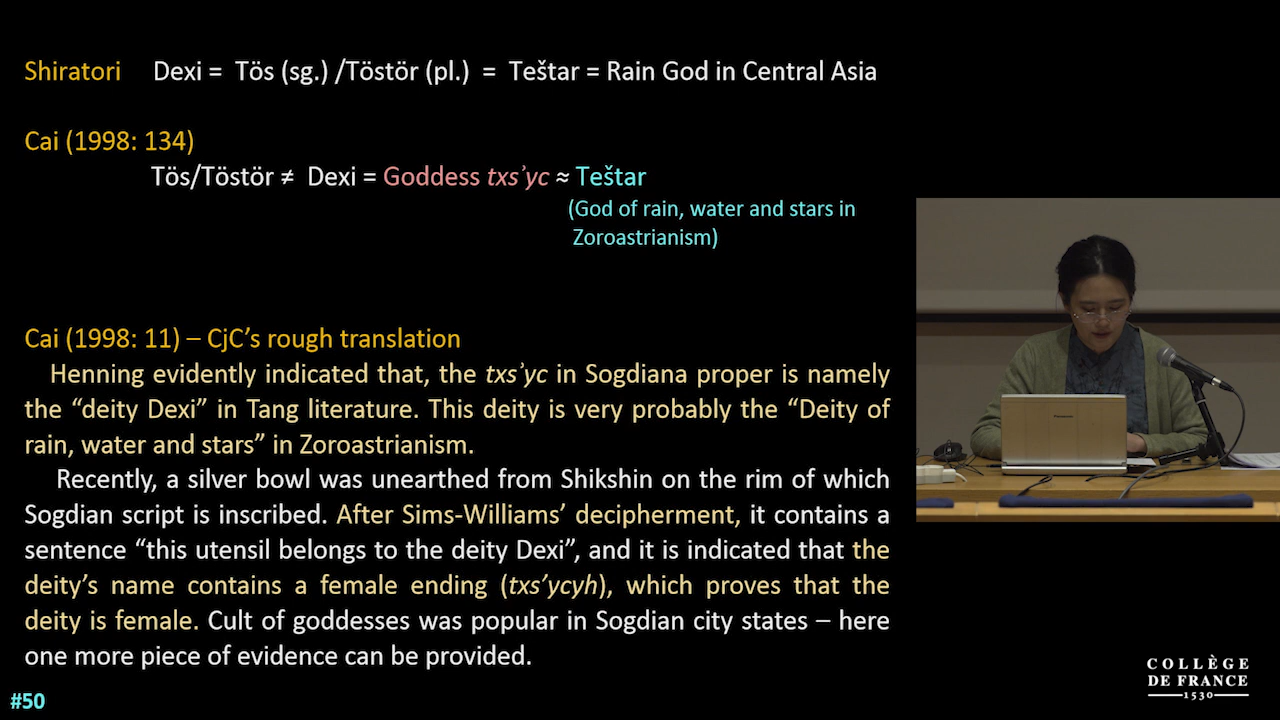 Shiratori Dexi = Tös (sg.) /Töstör (pl.) = Teštar = Rain God in Central Asia
Cai (1998: 134)
Tös/Töstör ≠ Dexi = Goddess txsʾyc ≈ Teštar
(God of rain, water and stars in
Zoroastrianism)
Cai (1998: 11) – CjC’s rough translation
Henning evidently indicated that, the txsʾyc in Sogdiana proper is namely
the “deity Dexi” in Tang literature. This deity is very probably the “Deity of
rain, water and stars” in Zoroastrianism.
Recently, a silver bowl was unearthed from Shikshin on the rim of which
Sogdian script is inscribed. After Sims-Williams’ decipherment, it contains a
sentence “this utensil belongs to the deity Dexi”, and it is indicated that the
deity’s name contains a female ending (txs’ycyh), which proves that the
deity is female. Cult of goddesses was popular in Sogdian city states – here
one more piece of evidence can be provided.
#50
COLLÈGE
DE FRANCE
1530